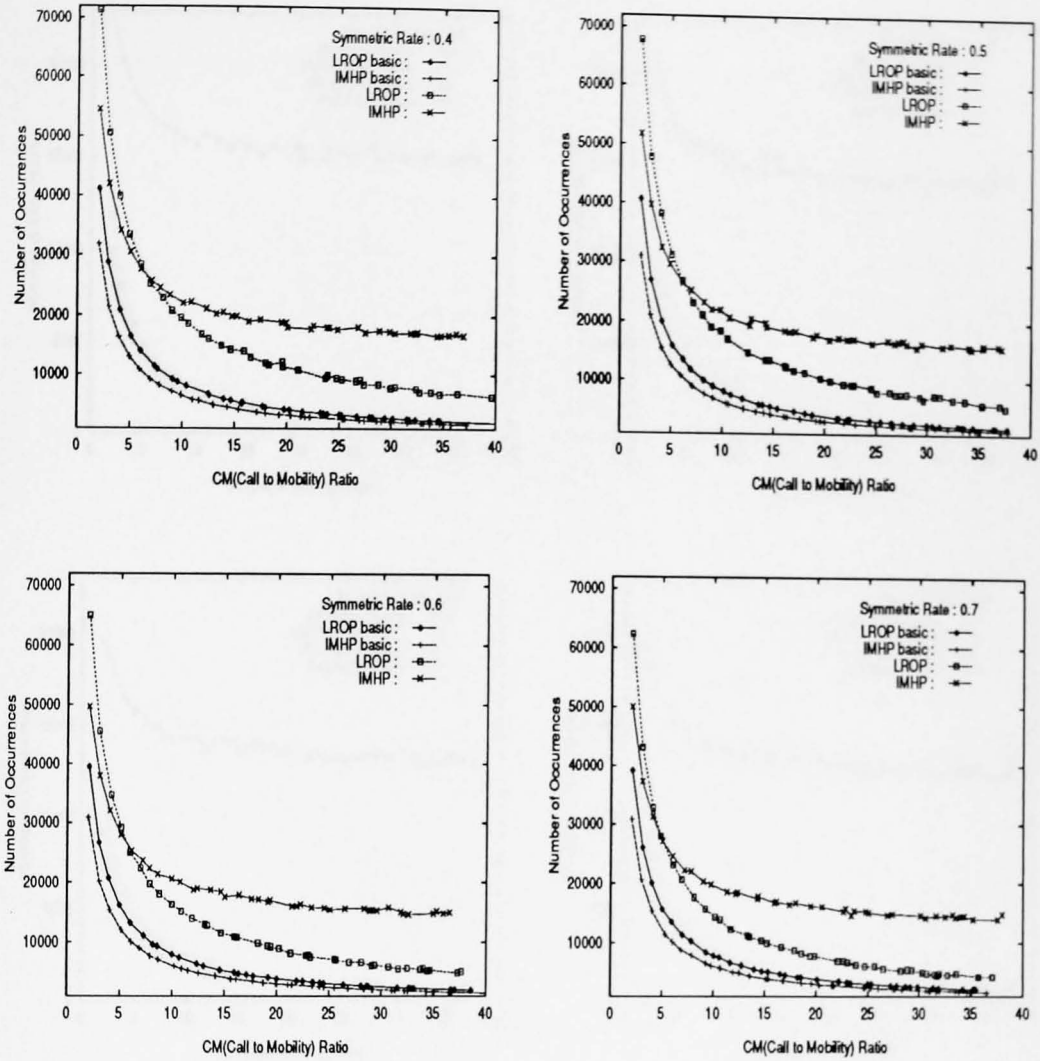 70000
60000
50000
40000
30000
20000
10000
Number of Occurrences
Symmetric Rate : 0.4
LROP basic :
IMHP basic :
LROP :
IMHP :
0
5
10
15
20
25
30
35
40
CM(Call to Mobility) Ratio
70000
60000
50000
40000
30000
20000
10000
Number of Occurrences
Symmetric Rate : 0.5
LROP basic :
IMHP basic :
LROP :
IMHP :
0
5
10
15
20
25
30
35
40
CM(Call to Mobility) Ratio
70000
60000
50000
40000
30000
20000
10000
Number of Occurrences
Symmetric Rate : 0.6
LROP basic :
IMHP basic :
LROP :
IMHP :
0
5
10
15
20
25
30
35
40
CM(Call to Mobility) Ratio
70000
60000
50000
40000
30000
20000
10000
Number of Occurrences
Symmetric Rate : 0.7
LROP basic :
IMHP basic :
LROP :
IMHP :
0
5
10
15
20
25
30
35
40
CM(Call to Mobility) Ratio